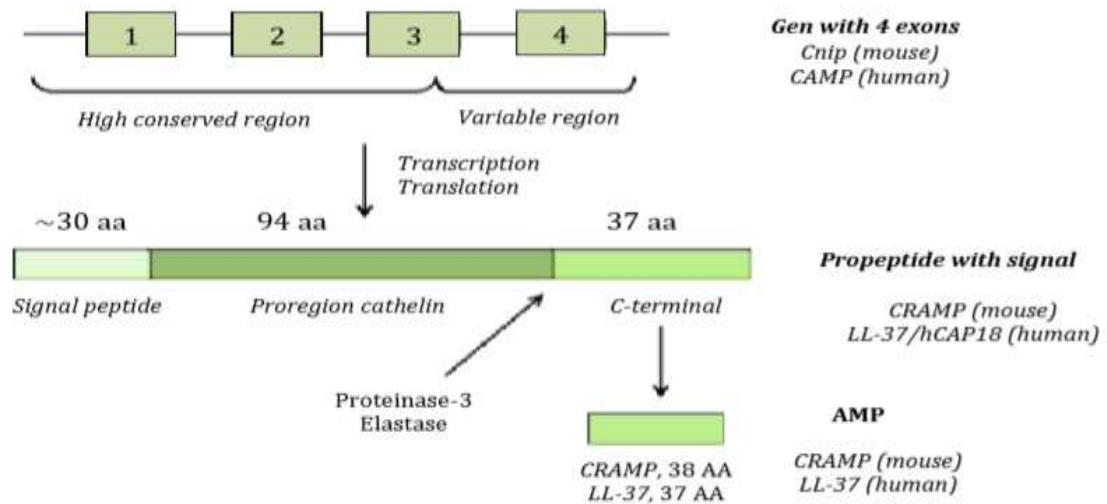 1 2 3 4
Gen with 4 exons
Cnip (mouse)
CAMP (human)
High conserved region
Variable region
Transcription
Translation
~30 aa
94 aa
37 aa
Propeptide with signal
Signal peptide
Proregion cathelin
C-terminal
CRAMP (mouse)
LL-37/hCAP18 (human)
Proteinase-3
Elastase
AMP
CRAMP, 38 AA
LL-37, 37 AA
CRAMP (mouse)
LL-37 (human)